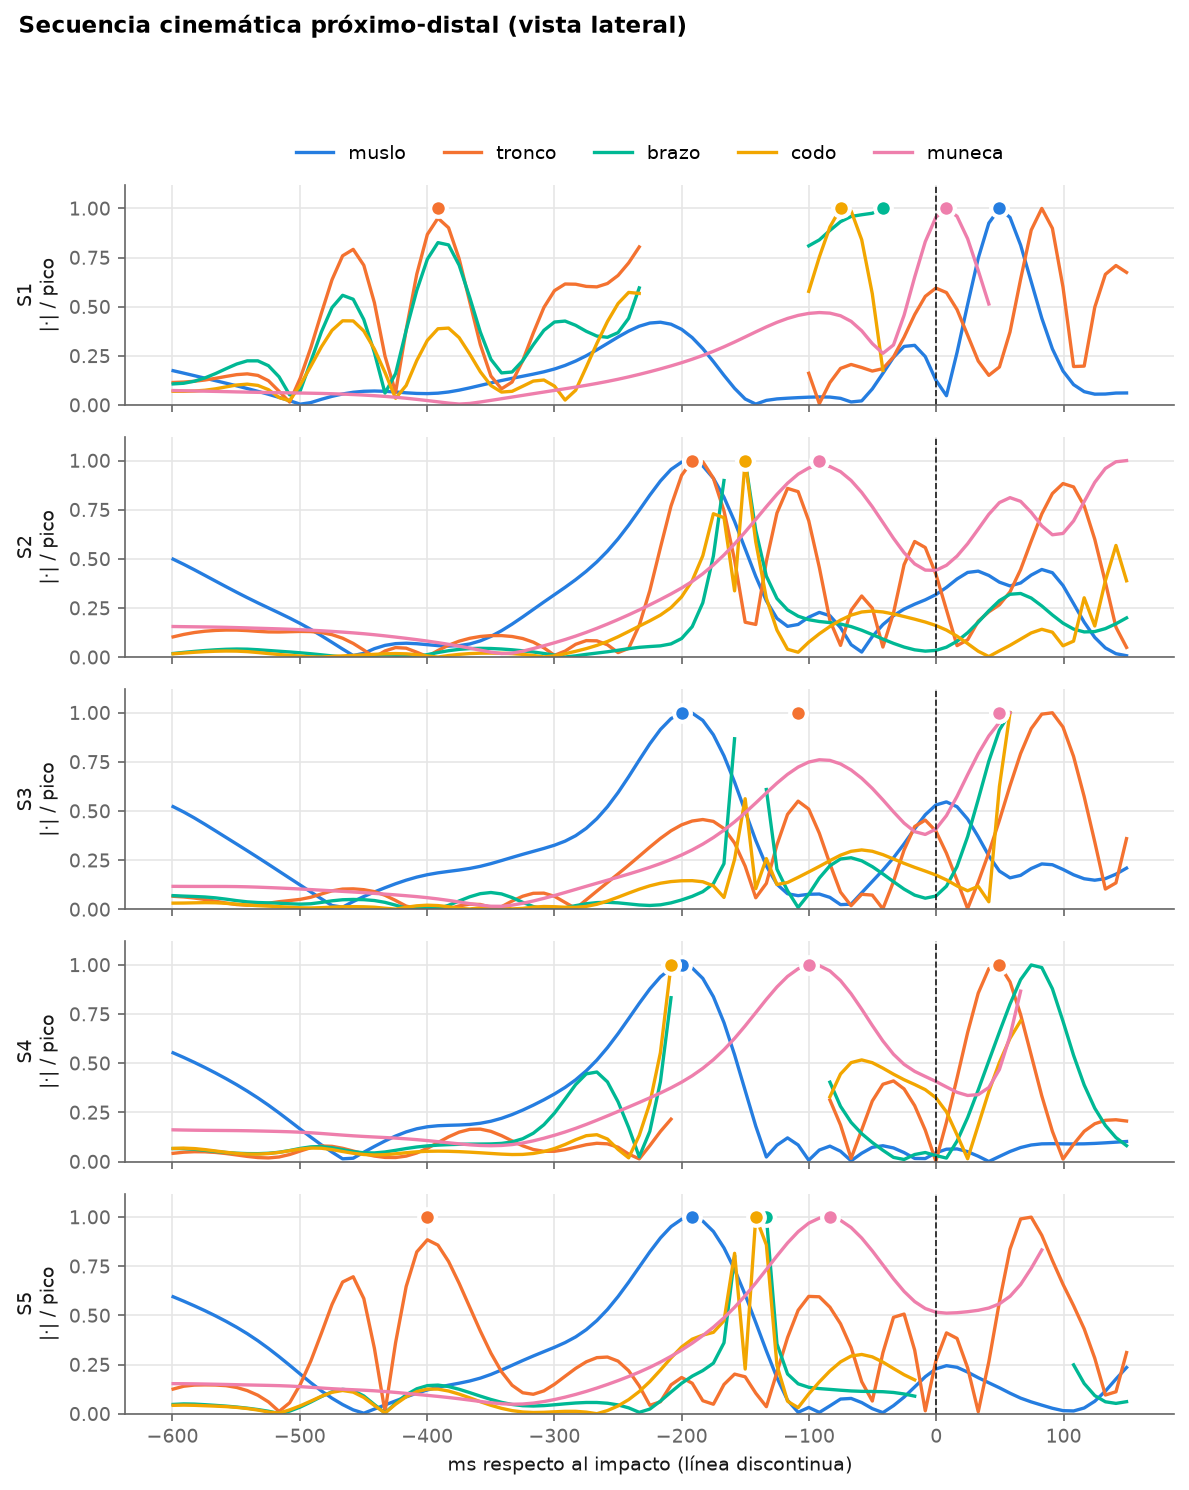 Secuencia cinemática próximo-distal (vista lateral)
muslo tronco brazo codo muneca
S1
|·| / pico
1.00
0.75
0.50
0.25
0.00
S2
|·| / pico
1.00
0.75
0.50
0.25
0.00
S3
|·| / pico
1.00
0.75
0.50
0.25
0.00
S4
|·| / pico
1.00
0.75
0.50
0.25
0.00
S5
|·| / pico
1.00
0.75
0.50
0.25
0.00
−600 −500 −400 −300 −200 −100 0 100
ms respecto al impacto (línea discontinua)